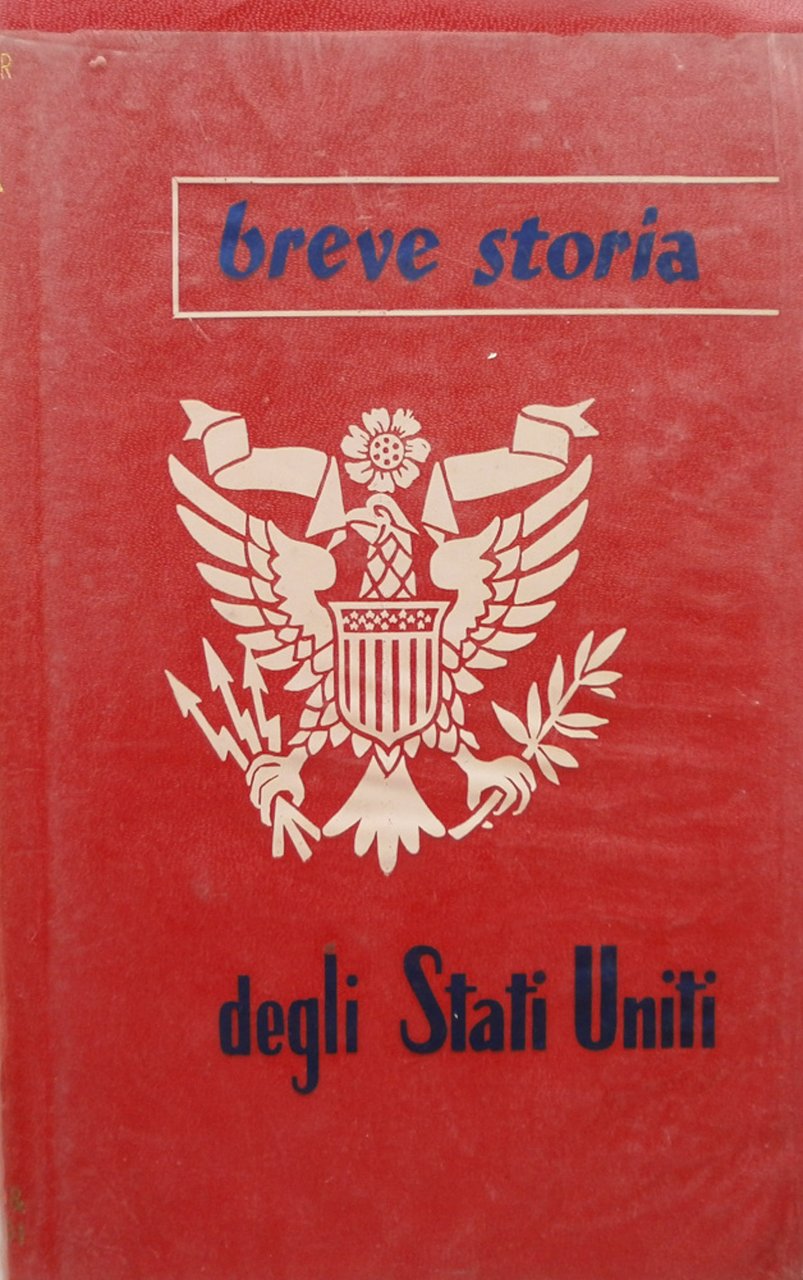 breve storia
degli Stati Uniti